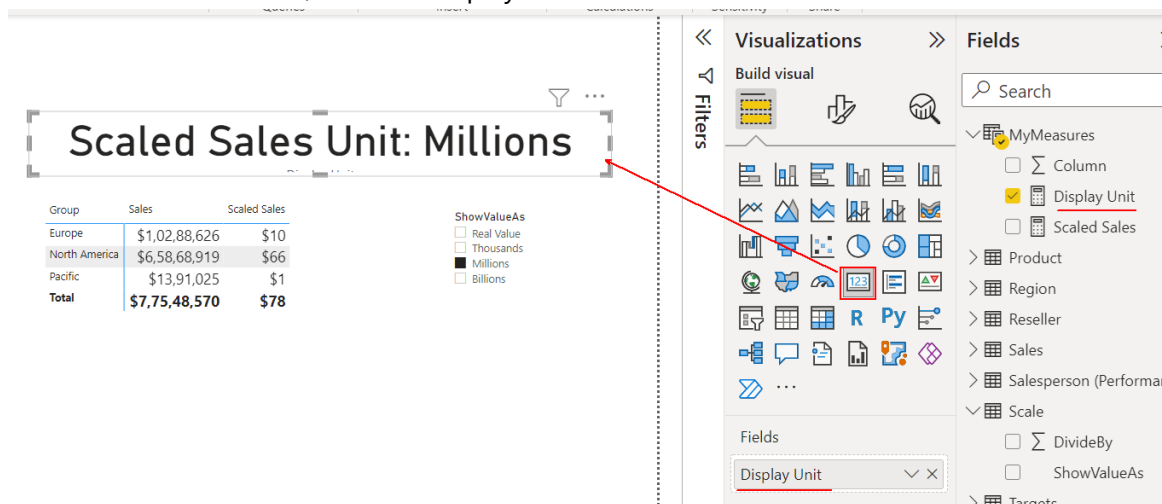 Visualizations
Fields
Build visual
Search
Filters
Scaled Sales Unit: Millions
MyMeasures
Column
Display Unit
Scaled Sales
Group Sales Scaled Sales
Europe $1,02,88,626 $10
North America $6,58,68,919 $66
Pacific $13,91,025 $1
Total $7,75,48,570 $78
ShowValueAs
Real Value
Thousands
Millions
Billions
123
R Py
Product
Region
Reseller
Sales
Salesperson (Performa
Scale
DivideBy
ShowValueAs
Targets
Fields
Display Unit